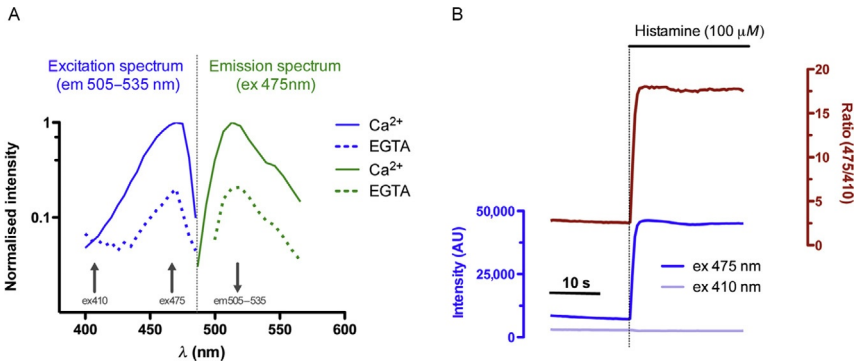 A
Excitation spectrum
(em 505–535 nm)
Emission spectrum
(ex 475nm)
Normalised intensity
1
0.1
Ca2+
EGTA
Ca2+
EGTA
ex410
ex475
em505–535
400
450
500
550
600
λ (nm)
B
Histamine (100 μM)
20
15
10
5
0
Ratio (475/410)
50,000
25,000
0
Intensity (AU)
10 s
ex 475 nm
ex 410 nm